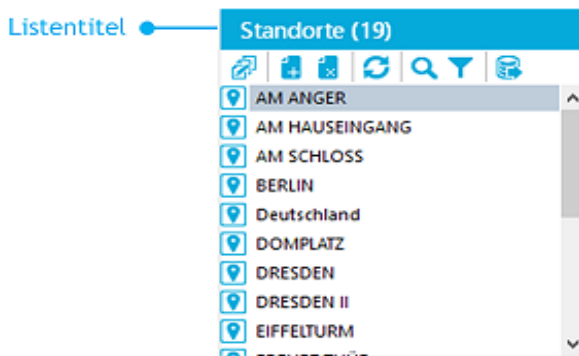 Listentitel
Standorte (19)
AM ANGER
AM HAUSEINGANG
AM SCHLOSS
BERLIN
Deutschland
DOMPLATZ
DRESDEN
DRESDEN II
EIFFELTURM